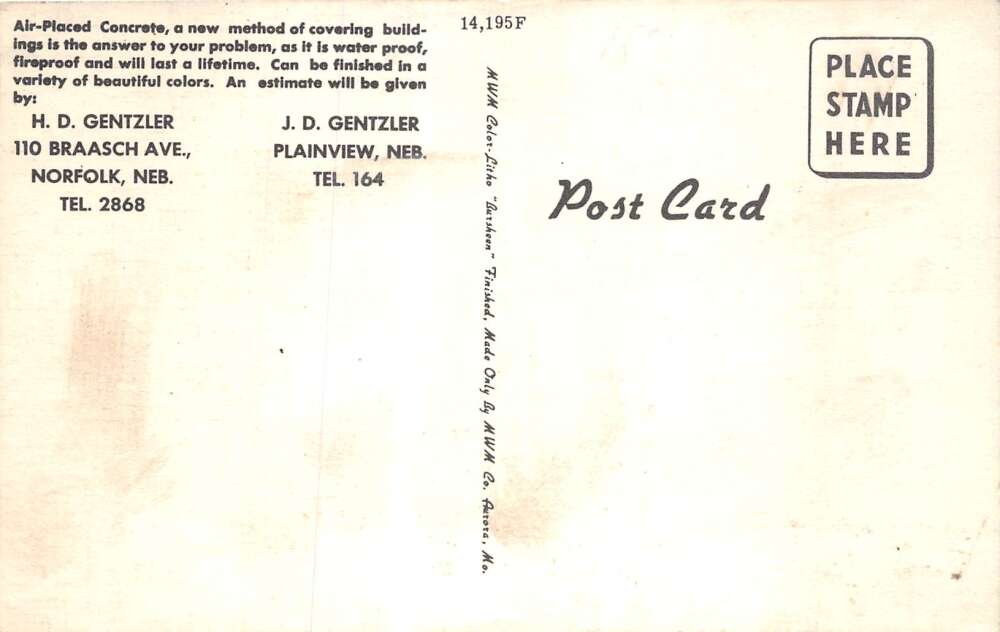 Air-Placed Concrete, a new method of covering build-
ings is the answer to your problem, as it is water proof,
fireproof and will last a lifetime. Can be finished in a
variety of beautiful colors. An estimate will be given
by:
H. D. GENTZLER
110 BRAASCH AVE.,
NORFOLK, NEB.
TEL. 2868
J. D. GENTZLER
PLAINVIEW, NEB.
TEL. 164
14,195F
MWM Color-Litho "Bursheen" Finished, Made Only By MWM Co. Aurora, Mo.
Post Card
PLACE
STAMP
HERE